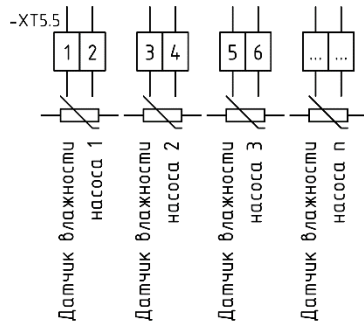 -XT5.5
1 2 3 4 5 6 ... ...
Датчик влажности
насоса 1
Датчик влажности
насоса 2
Датчик влажности
насоса 3
Датчик влажности
насоса n